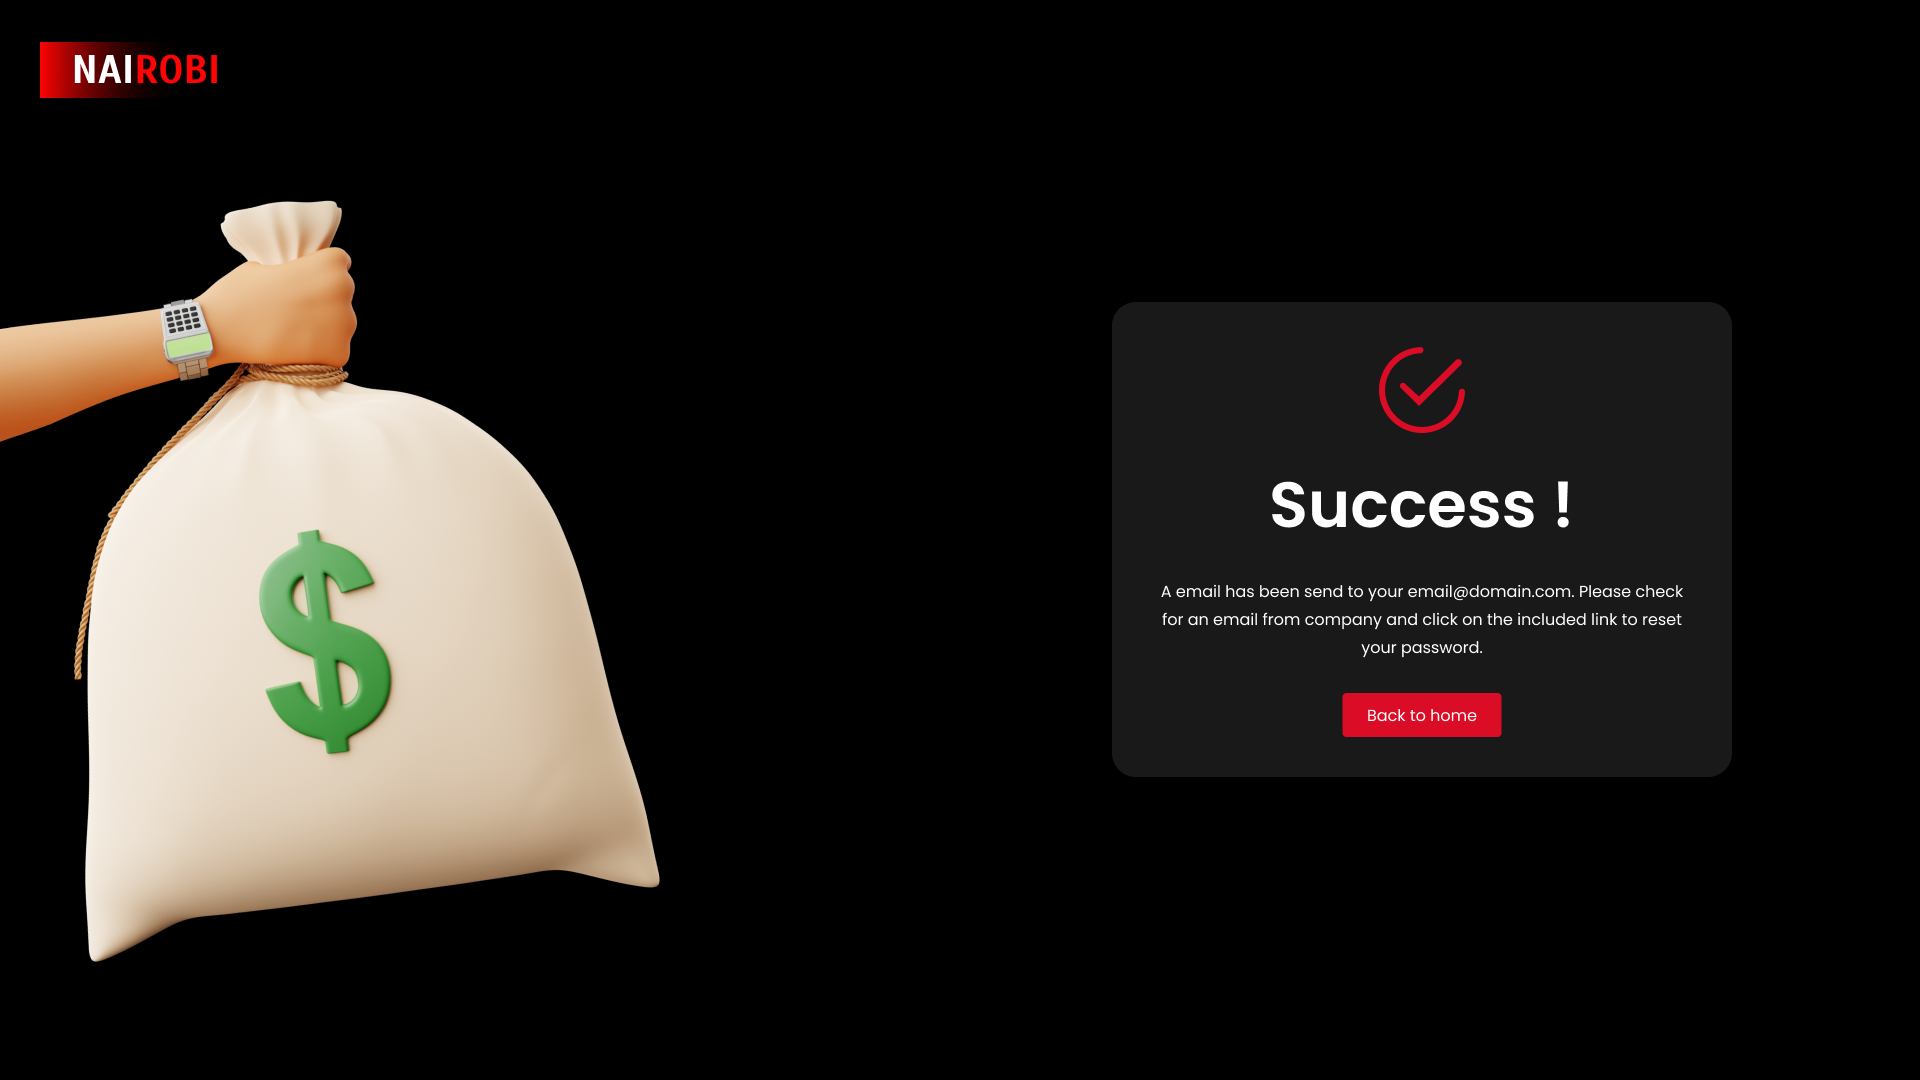 NAIROBI
Success !
A email has been send to your email@domain.com. Please check
for an email from company and click on the included link to reset
your password.
Back to home
$